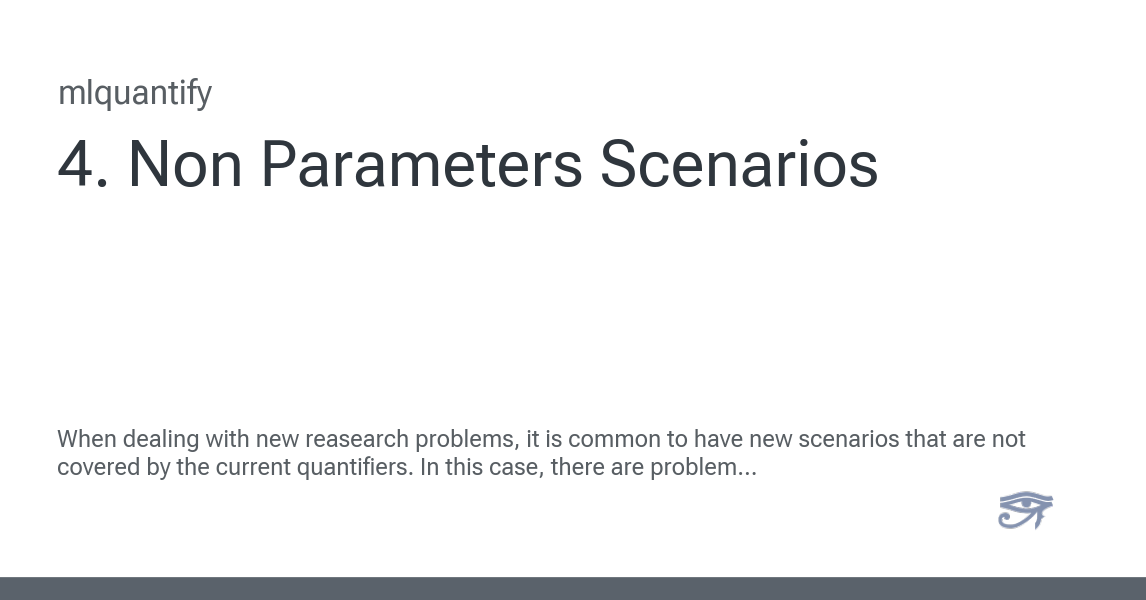 mlquantify
4. Non Parameters Scenarios
When dealing with new reasearch problems, it is common to have new scenarios that are not
covered by the current quantifiers. In this case, there are problem...